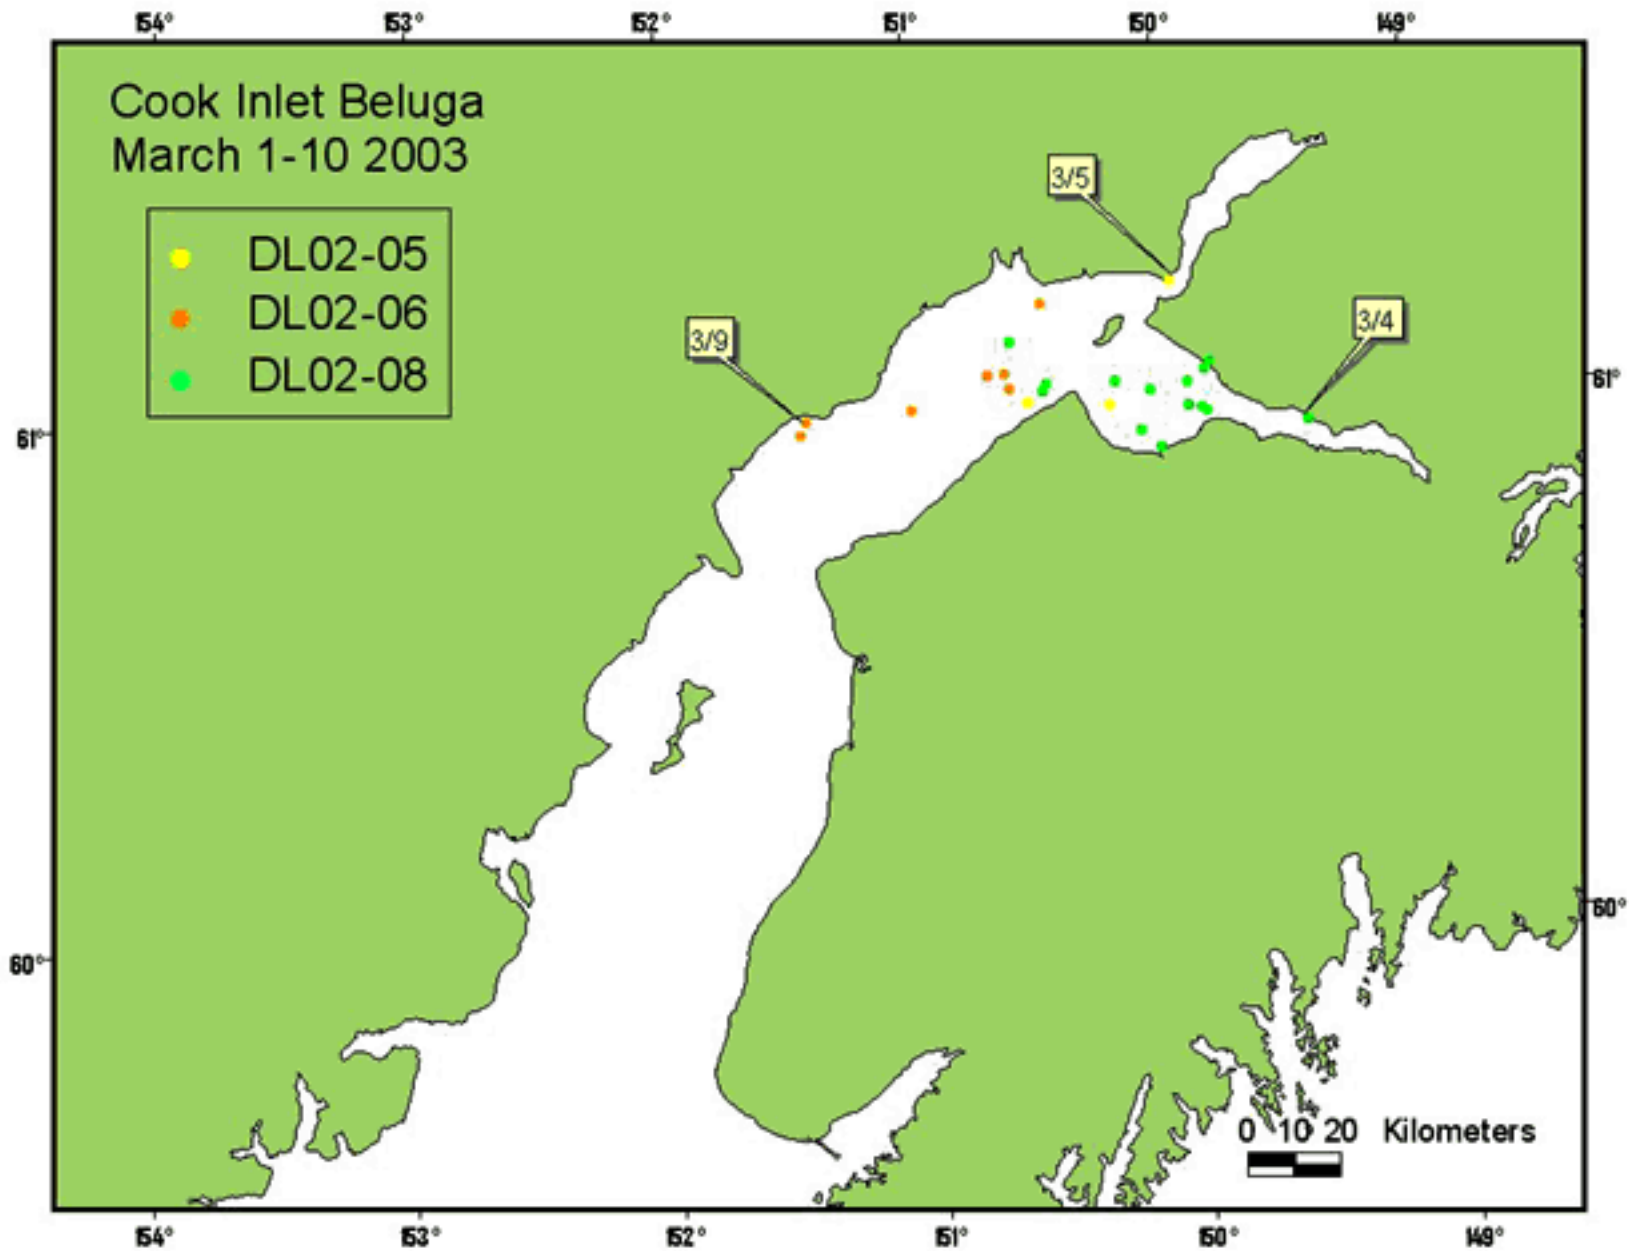 154° 153° 152° 151° 150° 149°
Cook Inlet Beluga
March 1-10 2003
DL02-05
DL02-06
DL02-08
3/5
3/4
3/9
61°
61°
60°
60°
0 10 20 Kilometers
154° 153° 152° 151° 150° 149°